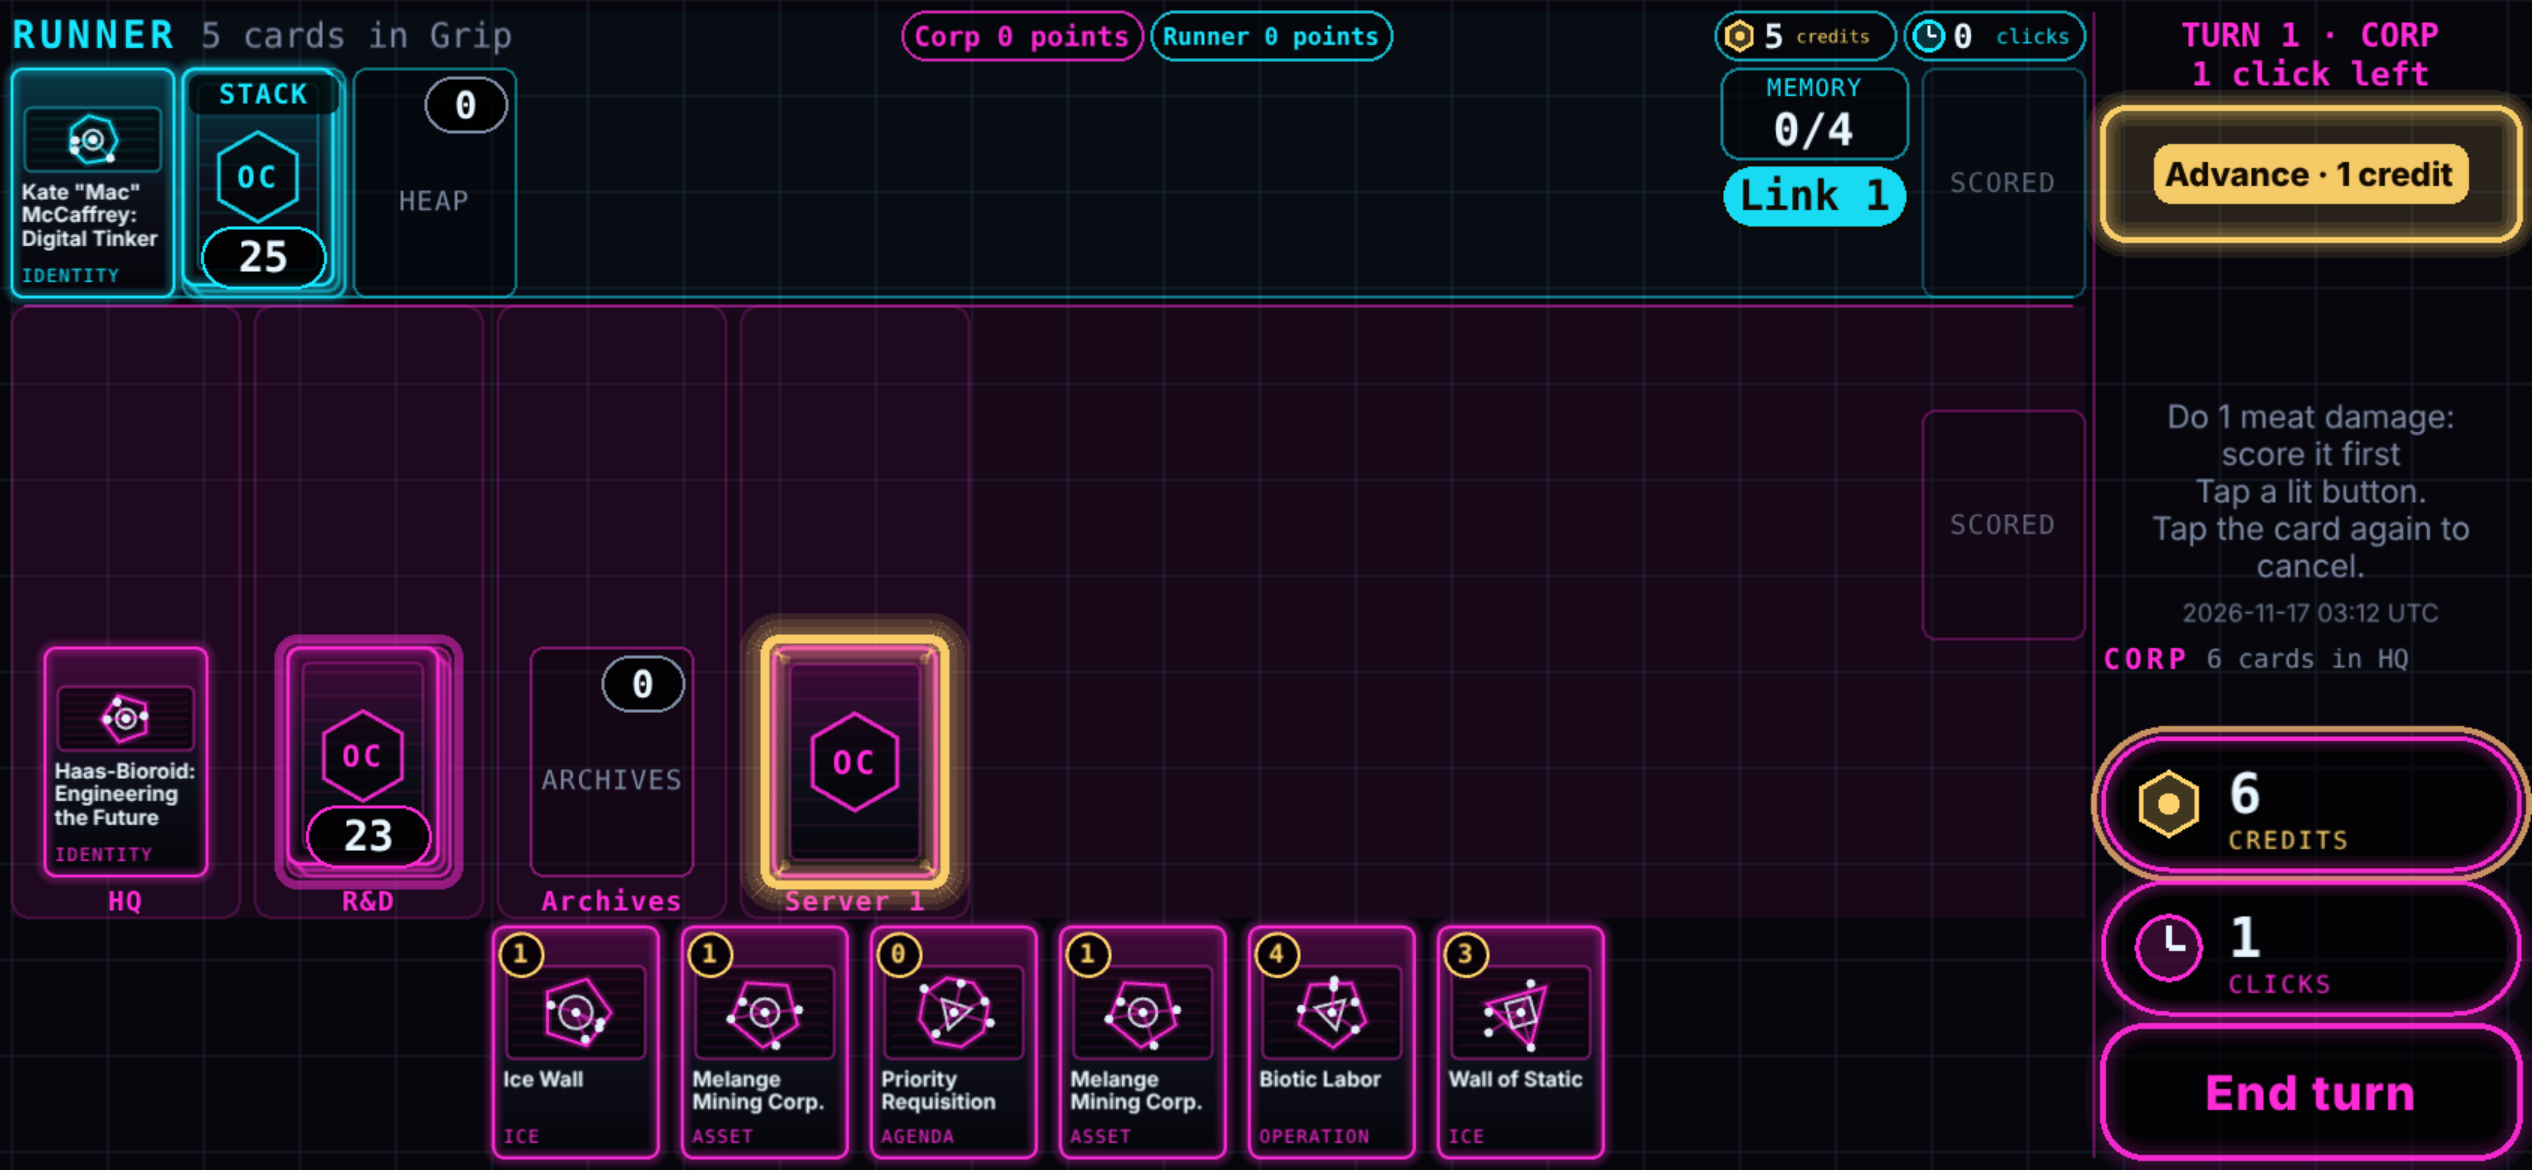 RUNNER 5 cards in Grip
Corp 0 points
Runner 0 points
5 credits
0 clicks
TURN 1 · CORP
1 click left
Kate "Mac"
McCaffrey:
Digital Tinker
IDENTITY
STACK
OC
25
0
HEAP
MEMORY
0/4
Link 1
SCORED
Advance · 1 credit
Do 1 meat damage:
score it first
Tap a lit button.
Tap the card again to
cancel.
2026-11-17 03:12 UTC
SCORED
CORP 6 cards in HQ
Haas-Bioroid:
Engineering
the Future
IDENTITY
HQ
OC
23
R&D
0
ARCHIVES
Archives
OC
Server 1
6
CREDITS
1
CLICKS
End turn
1
Ice Wall
ICE
1
Melange
Mining Corp.
ASSET
0
Priority
Requisition
AGENDA
1
Melange
Mining Corp.
ASSET
4
Biotic Labor
OPERATION
3
Wall of Static
ICE